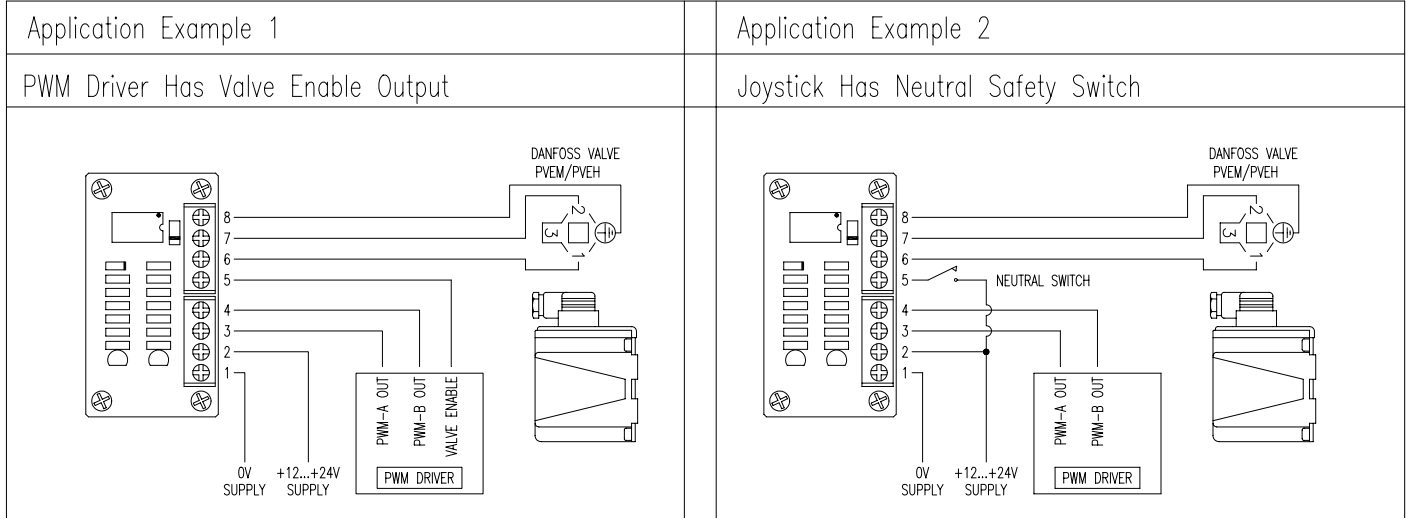 Application Example 1
PWM Driver Has Valve Enable Output
DANFOSS VALVE
PVEM/PVEH
2
3
1
8
7
6
5
4
3
2
1
PWM-A OUT
PWM-B OUT
VALVE ENABLE
PWM DRIVER
0V
SUPPLY
+12...+24V
SUPPLY
Application Example 2
Joystick Has Neutral Safety Switch
DANFOSS VALVE
PVEM/PVEH
2
3
1
8
7
6
5
NEUTRAL SWITCH
4
3
2
1
PWM-A OUT
PWM-B OUT
PWM DRIVER
0V
SUPPLY
+12...+24V
SUPPLY